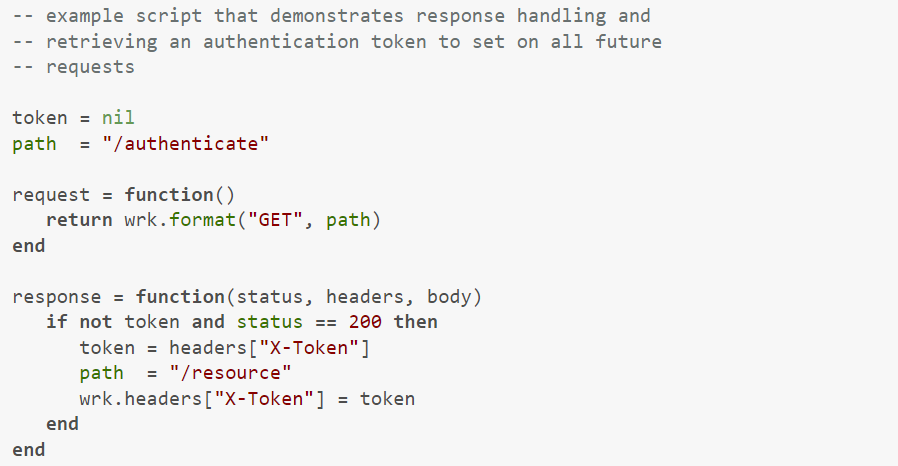 -- example script that demonstrates response handling and
-- retrieving an authentication token to set on all future
-- requests

token = nil
path  = "/authenticate"

request = function()
   return wrk.format("GET", path)
end

response = function(status, headers, body)
   if not token and status == 200 then
      token = headers["X-Token"]
      path  = "/resource"
      wrk.headers["X-Token"] = token
   end
end